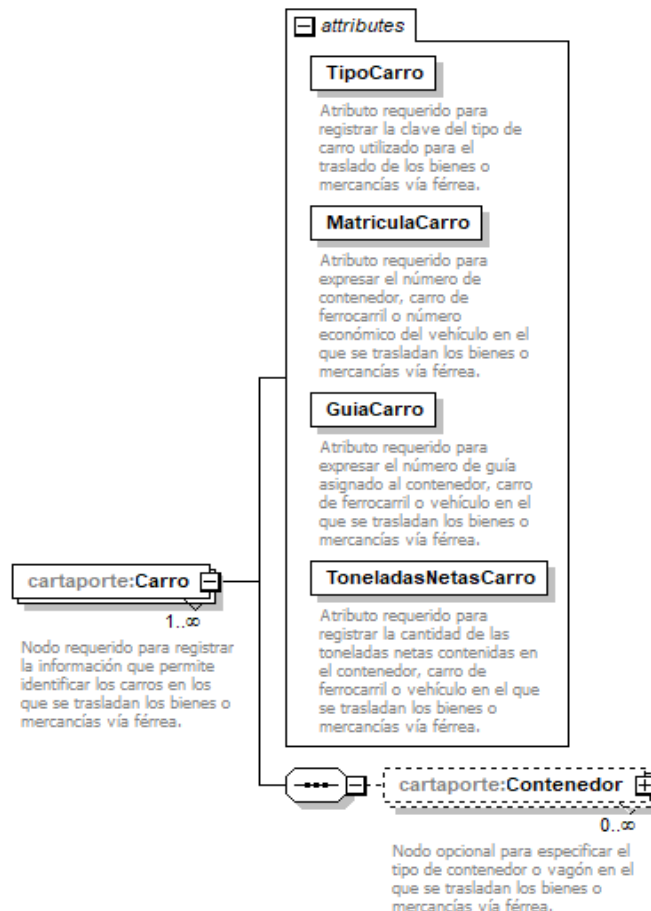 attributes
TipoCarro
Atributo requerido para
registrar la clave del tipo de
carro utilizado para el
traslado de los bienes o
mercancías vía férrea.
MatriculaCarro
Atributo requerido para
expresar el número de
contenedor, carro de
ferrocarril o número
económico del vehículo en el
que se trasladan los bienes o
mercancías vía férrea.
GuiaCarro
Atributo requerido para
expresar el número de guía
asignado al contenedor, carro
de ferrocarril o vehículo en el
que se trasladan los bienes o
mercancías vía férrea.
ToneladasNetasCarro
Atributo requerido para
registrar la cantidad de las
toneladas netas contenidas en
el contenedor, carro de
ferrocarril o vehículo en el que
se trasladan los bienes o
mercancías vía férrea.
cartaporte:Carro
1..∞
Nodo requerido para registrar
la información que permite
identificar los carros en los
que se trasladan los bienes o
mercancías vía férrea.
cartaporte:Contenedor
0..∞
Nodo opcional para especificar el
tipo de contenedor o vagón en el
que se trasladan los bienes o
mercancías vía férrea.